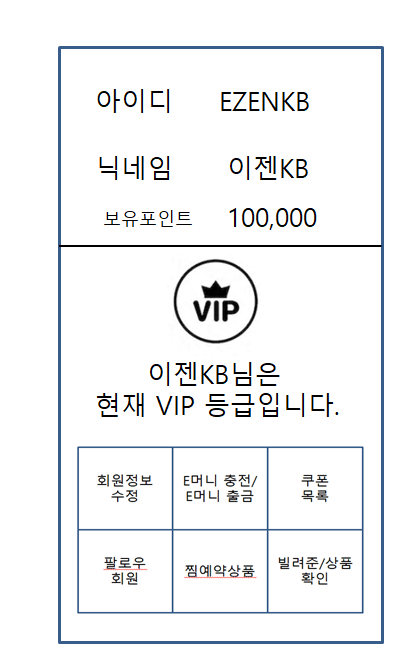 아이디 EZENKB
닉네임 이젠KB
보유포인트 100,000
VIP
이젠KB님은
현재 VIP 등급입니다.
회원정보
수정
E머니 충전/
E머니 출금
쿠폰
목록
팔로우
회원
찜예약상품
빌려준/상품
확인